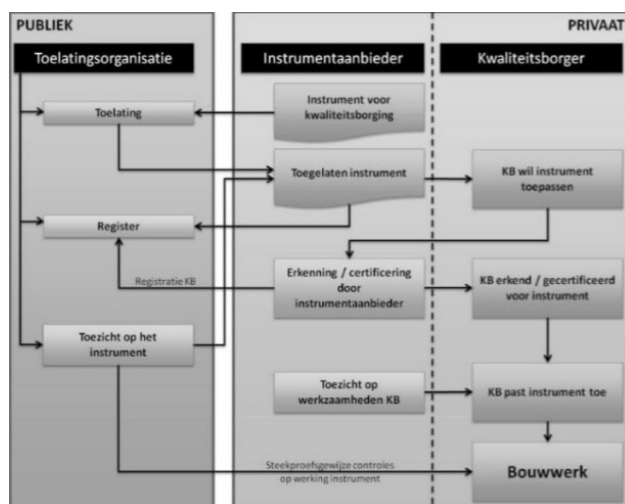 PUBLIEK
PRIVAAT
Toelatingsorganisatie
Instrumentaanbieder
Kwaliteitsborger
Toelating
Instrument voor
kwaliteitsborging
Toegelaten instrument
KB wil instrument
toepassen
Register
Registratie KB
Erkenning / certificering
door
instrumentaanbieder
KB erkend / gecertificeerd
voor instrument
Toezicht op het
instrument
Toezicht op
werkzaamheden KB
KB past instrument toe
Steekproefsgewijze controles
op werking instrument
Bouwwerk